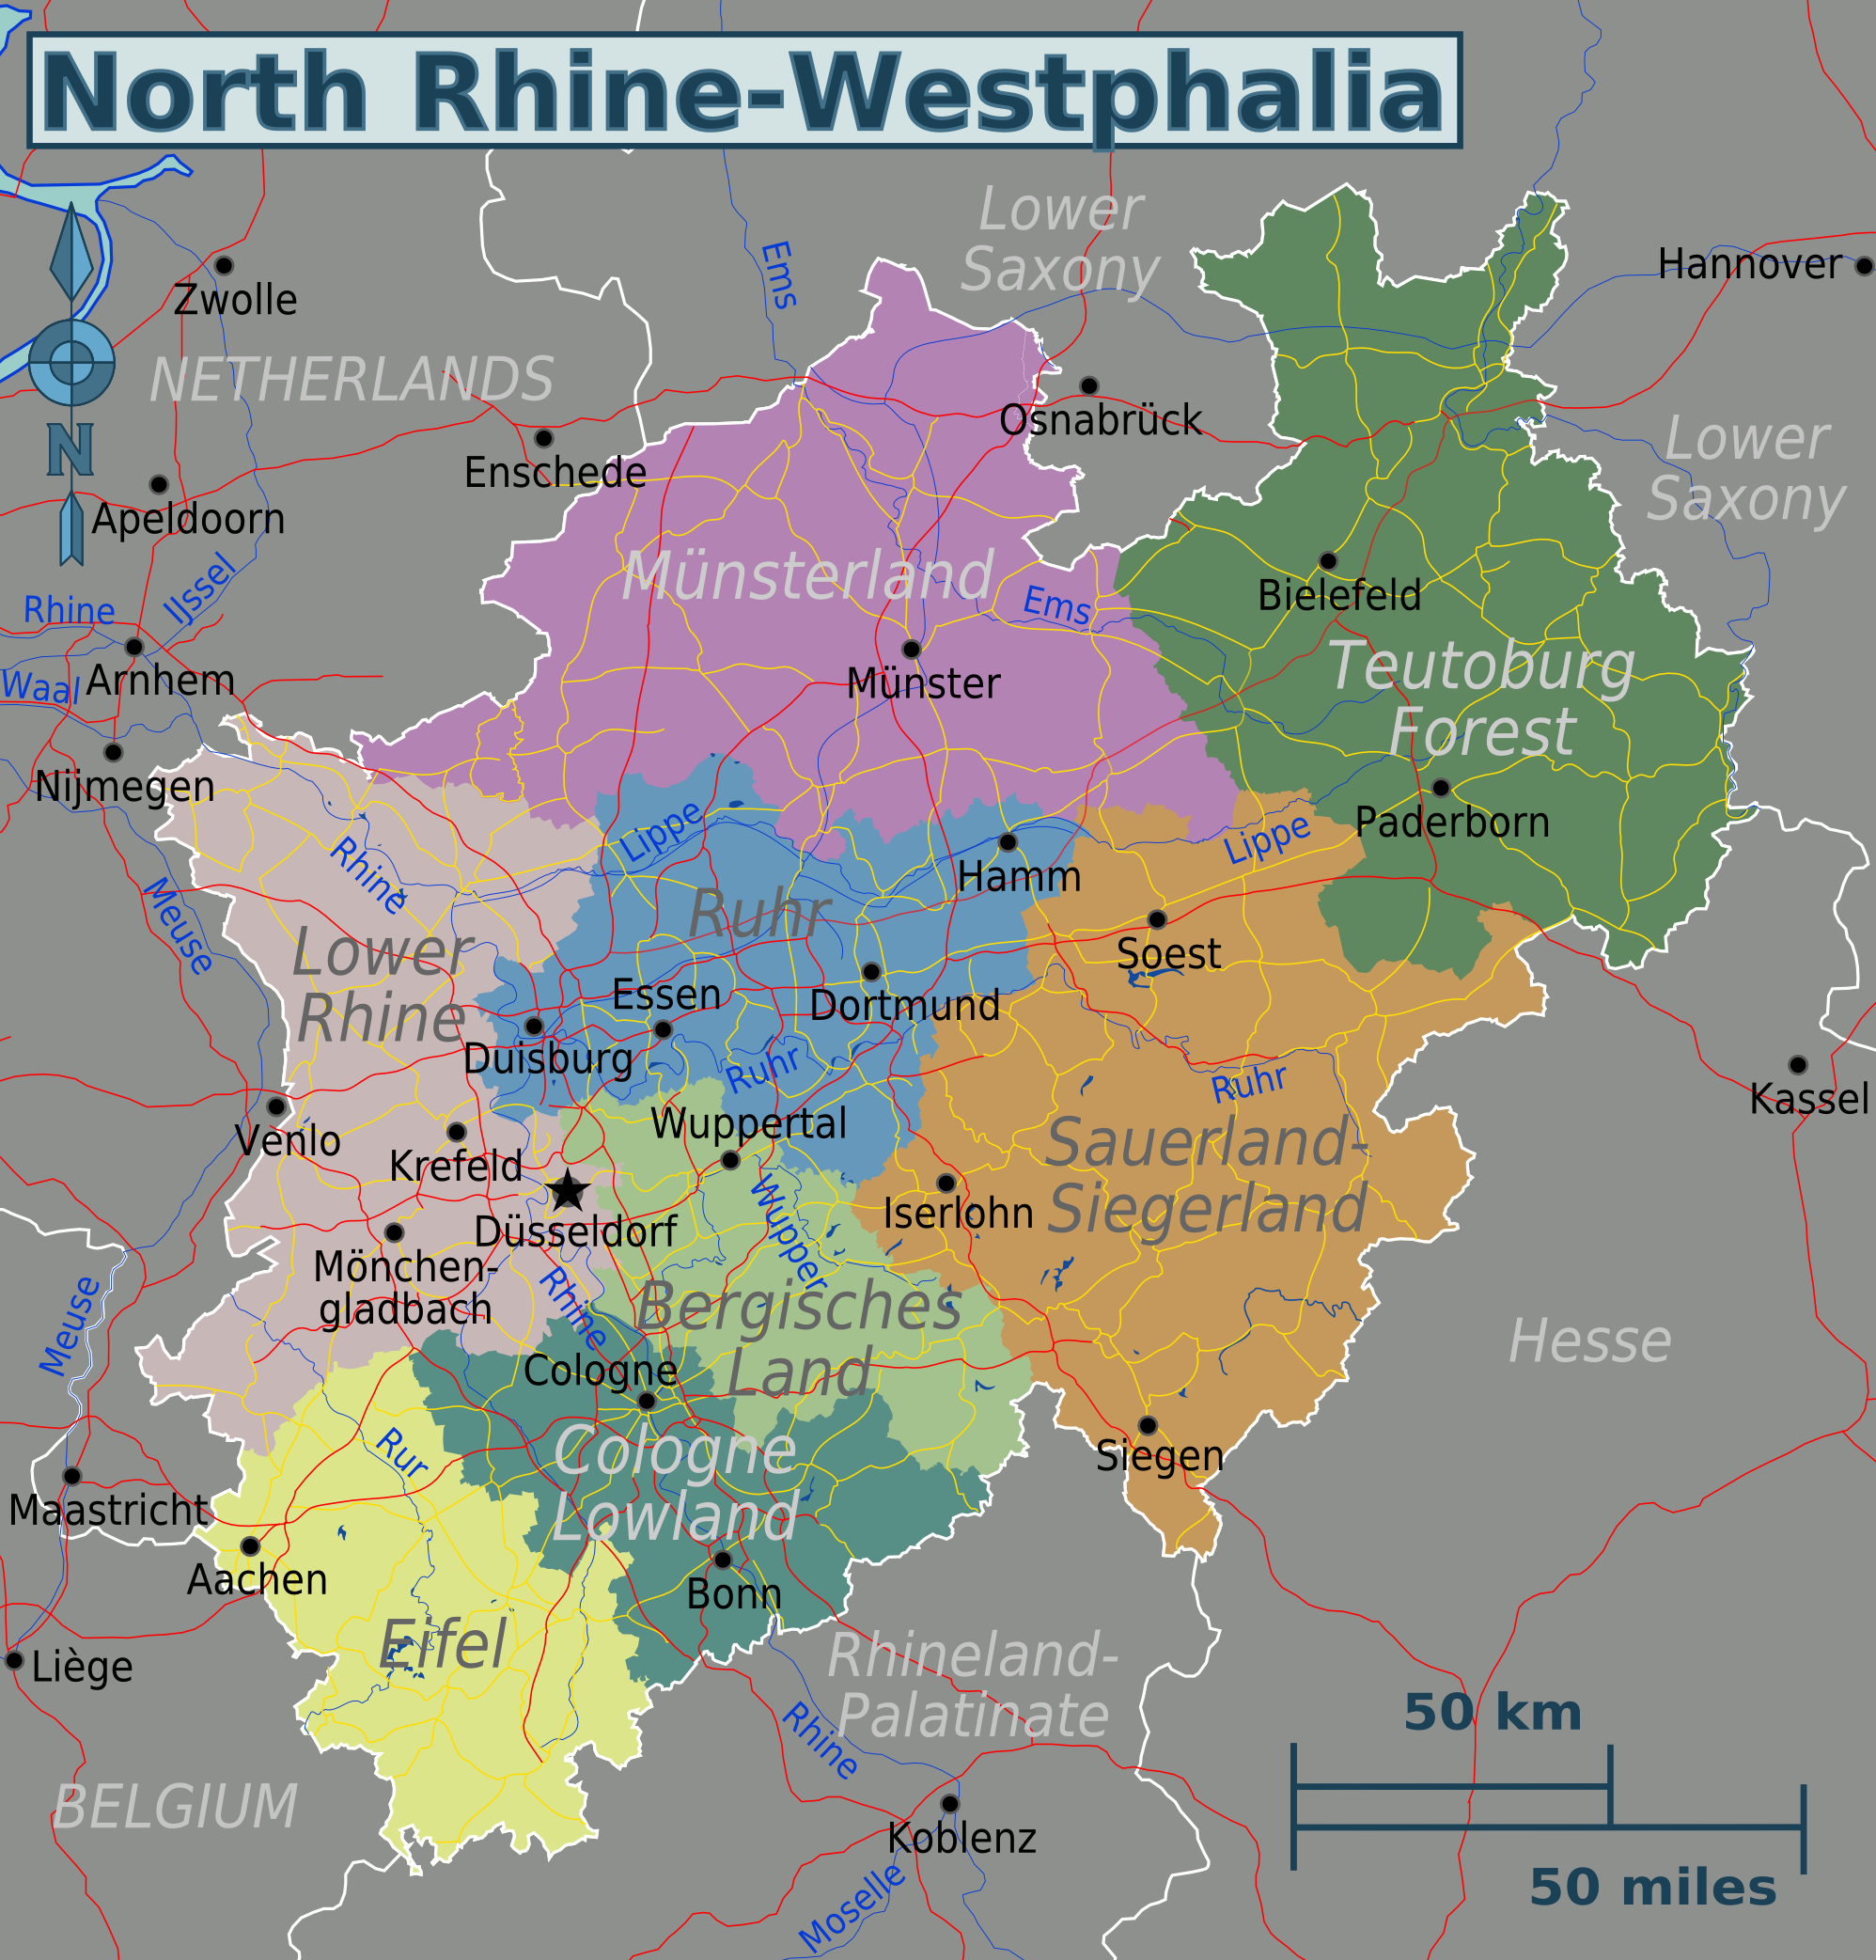 North Rhine-Westphalia
Lower
Saxony
Ems
Hannover
Zwolle
NETHERLANDS
Osnabrück
Enschede
Lower
Saxony
N
Apeldoorn
IJssel
Rhine
Münsterland
Ems
Bielefeld
Arnhem
Waal
Münster
Teutoburg
Forest
Nijmegen
Rhine
Lippe
Lippe
Paderborn
Hamm
Meuse
Ruhr
Lower
Rhine
Soest
Essen
Dortmund
Duisburg
Ruhr
Ruhr
Kassel
Wuppertal
Venlo
Krefeld
Sauerland-
Siegerland
Wupper
Iserlohn
Düsseldorf
Mönchen-
gladbach
Meuse
Rhine
Bergisches
Land
Hesse
Cologne
Cologne
Lowland
Rur
Siegen
Maastricht
Aachen
Bonn
Eifel
Liège
Rhineland-
Palatinate
Rhine
50 km
BELGIUM
Koblenz
50 miles
Moselle